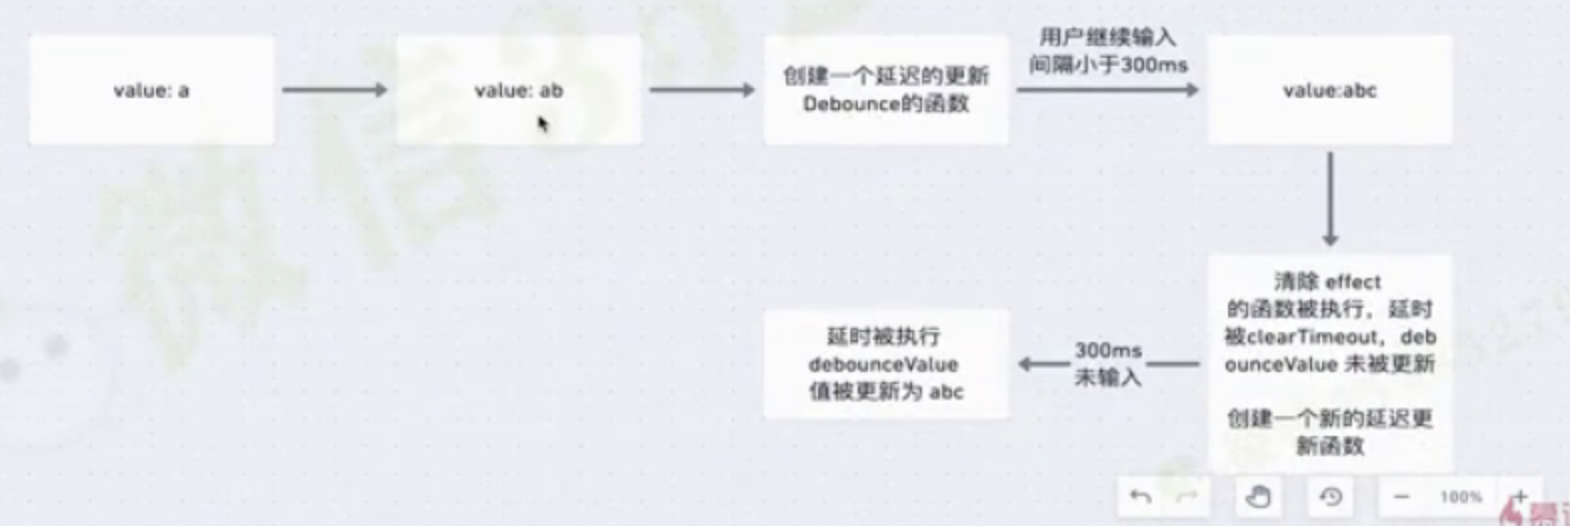 value: a
value: ab
创建一个延迟的更新
Debounce的函数
用户继续输入
间隔小于300ms
value:abc
清除 effect
的函数被执行，延时
被clearTimeout，deb
ounceValue 未被更新
创建一个新的延迟更
新函数
300ms
未输入
延时被执行
debounceValue
值被更新为 abc
100%
微信